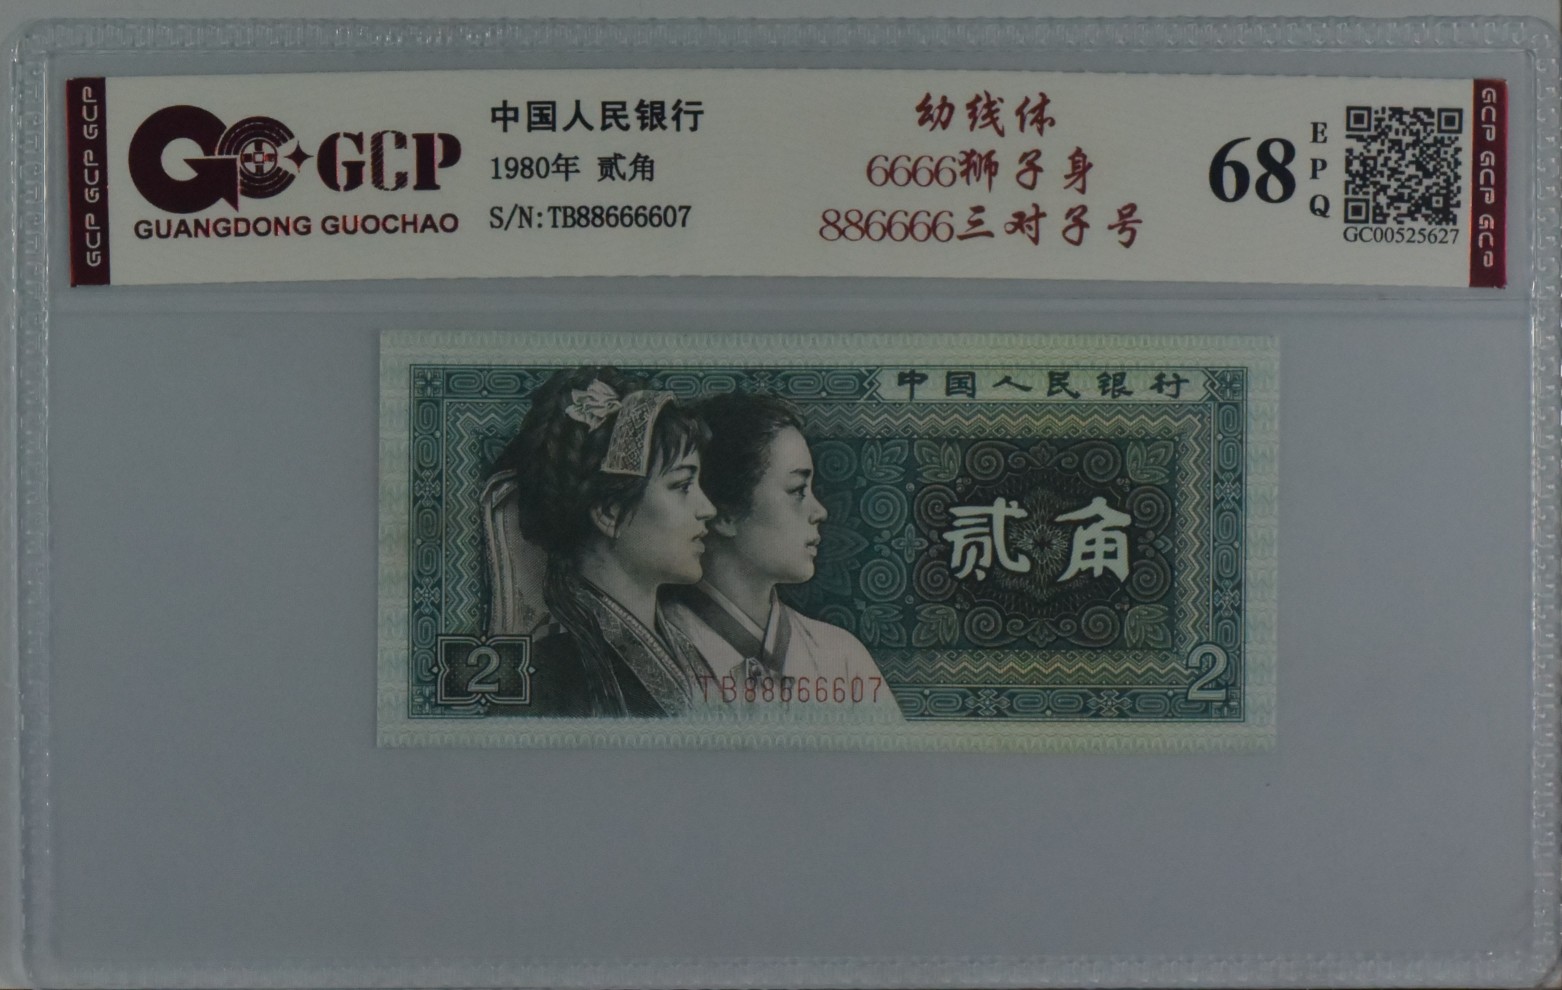 GCP GCP GCP
GCP
GUANGDONG GUOCHAO
中国人民银行
1980年 贰角
S/N:TB88666607
幼线体
6666狮子身
886666三对子号
68
E
P
Q
GC00525627
GCP GCP GCP
中国人民银行
贰角
2
TB88666607
2